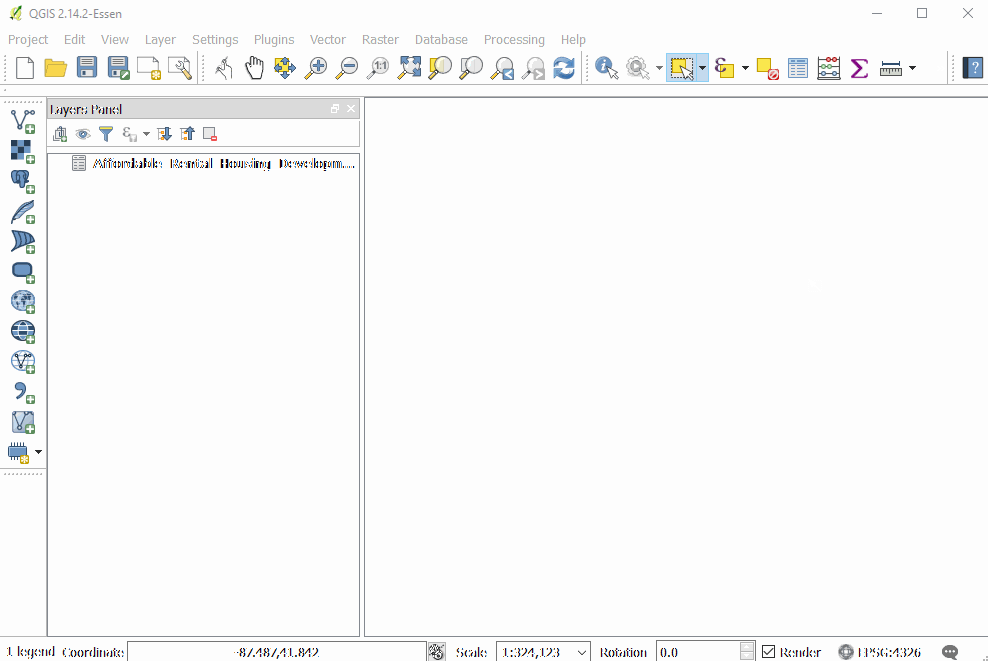 QGIS 2.14.2-Essen
Project Edit View Layer Settings Plugins Vector Raster Database Processing Help
1:1
Layers Panel
Affordable Rental Housing Developm...
1 legend Coordinate -87.487,41.842 Scale 1:324,123 Rotation 0.0 Render EPSG:4326